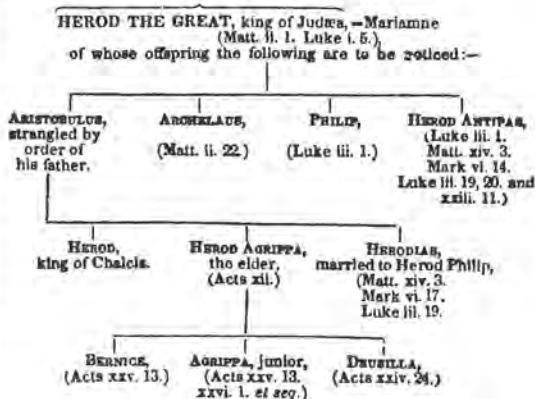 HEROD THE GREAT, king of Judæa, =Mariamne
(Matt. ii. 1. Luke i. 5.),
of whose offspring the following are to be noticed:—
ARISTOBULUS,
strangled by
order of
his father.
ARCHELAUS,
(Matt. ii. 22.)
PHILIP,
(Luke iii. 1.)
HEROD ANTIPAS,
(Luke iii. 1.
Matt. xiv. 3.
Mark vi. 14.
Luke iii. 19, 20. and
xxiii. 11.)
HEROD,
king of Chalcis.
HEROD AGRIPPA,
the elder,
(Acts xii.)
HERODIAS,
married to Herod Philip,
(Matt. xiv. 3.
Mark vi. 17.
Luke iii. 19.
BERNICE,
(Acts xxv. 13.)
AGRIPPA, junior,
(Acts xxv. 13.
xxvi. 1. et seq.)
DRUSILLA,
(Acts xxiv. 24.)